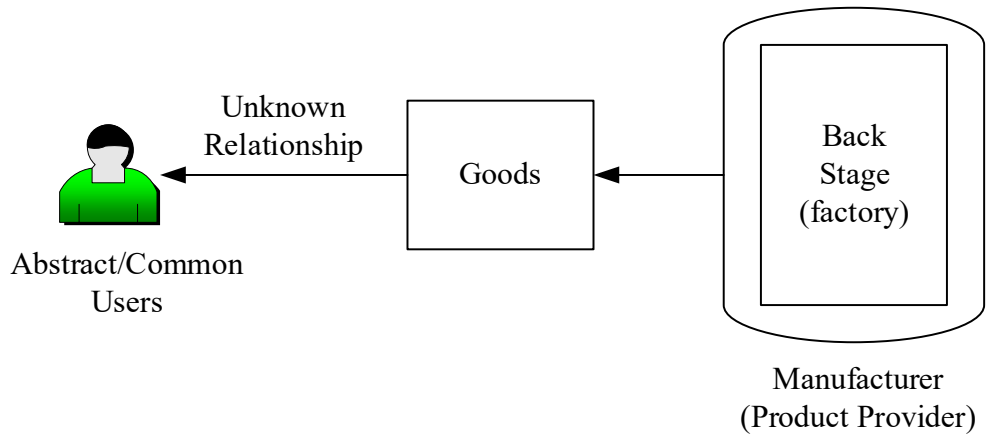 Unknown
Relationship
Abstract/Common
Users
Goods
Back
Stage
(factory)
Manufacturer
(Product Provider)